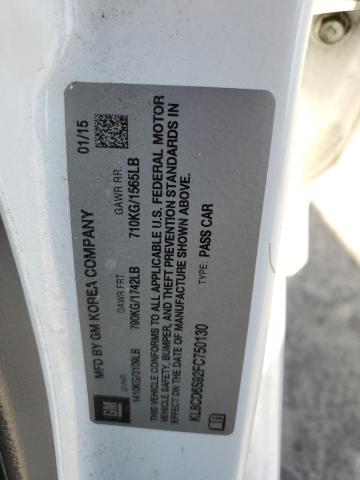 MFD BY GM KOREA COMPANY 01/15
GVWR GAWR FRT. GAWR RR.
1410KG/3109LB 790KG/1742LB 710KG/1565LB
THIS VEHICLE CONFORMS TO ALL APPLICABLE U.S. FEDERAL MOTOR
VEHICLE SAFETY, BUMPER, AND THEFT PREVENTION STANDARDS IN
EFFECT ON THE DATE OF MANUFACTURE SHOWN ABOVE.
KL8CD6S92FC750130 TYPE: PASS CAR
GM